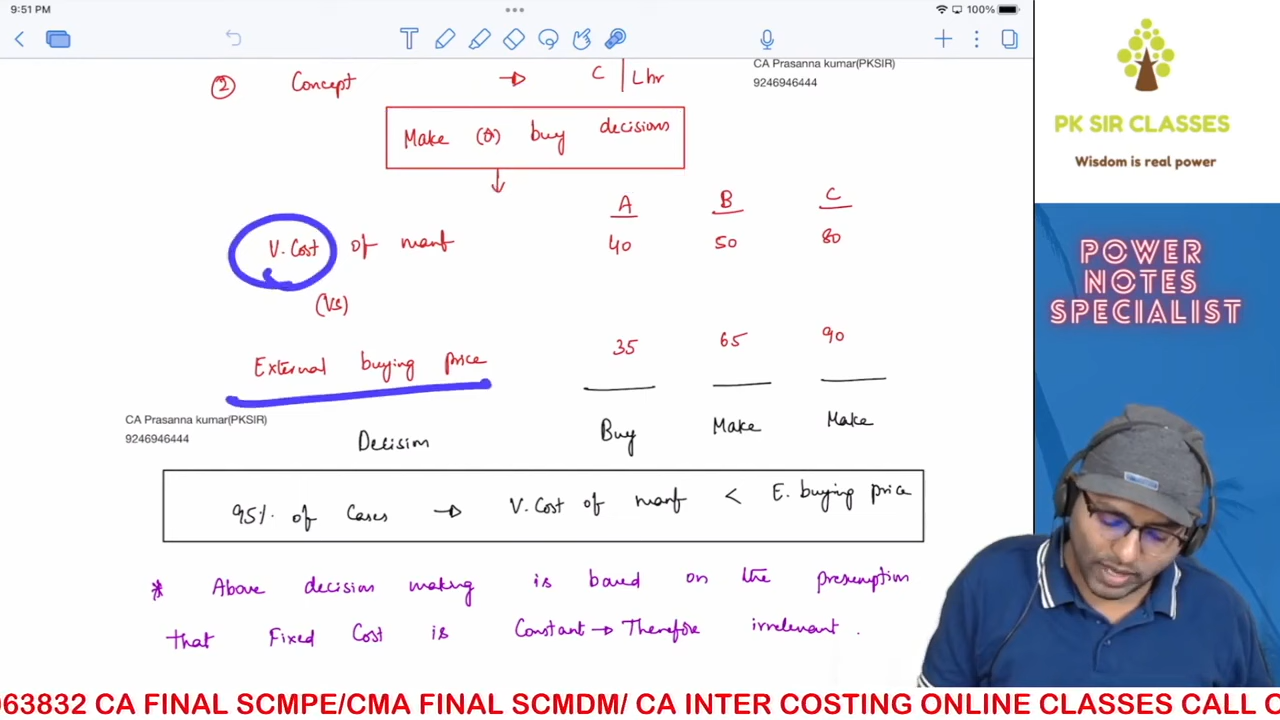 9:51 PM
100%
② Concept → C | Lhr
CA Prasanna kumar(PKSIR)
9246946444
Make (or) buy decisions
A B C
V. Cost of manf 40 50 80
(Vs)
External buying price 35 65 90
CA Prasanna kumar(PKSIR)
9246946444
Decision Buy Make Make
95% of Cases → V. Cost of manf < E. buying price
* Above decision making is based on the presumption
that Fixed Cost is Constant → Therefore irrelevant.
PK SIR CLASSES
Wisdom is real power
POWER
NOTES
SPECIALIST
063832 CA FINAL SCMPE/CMA FINAL SCMDM/ CA INTER COSTING ONLINE CLASSES CALL